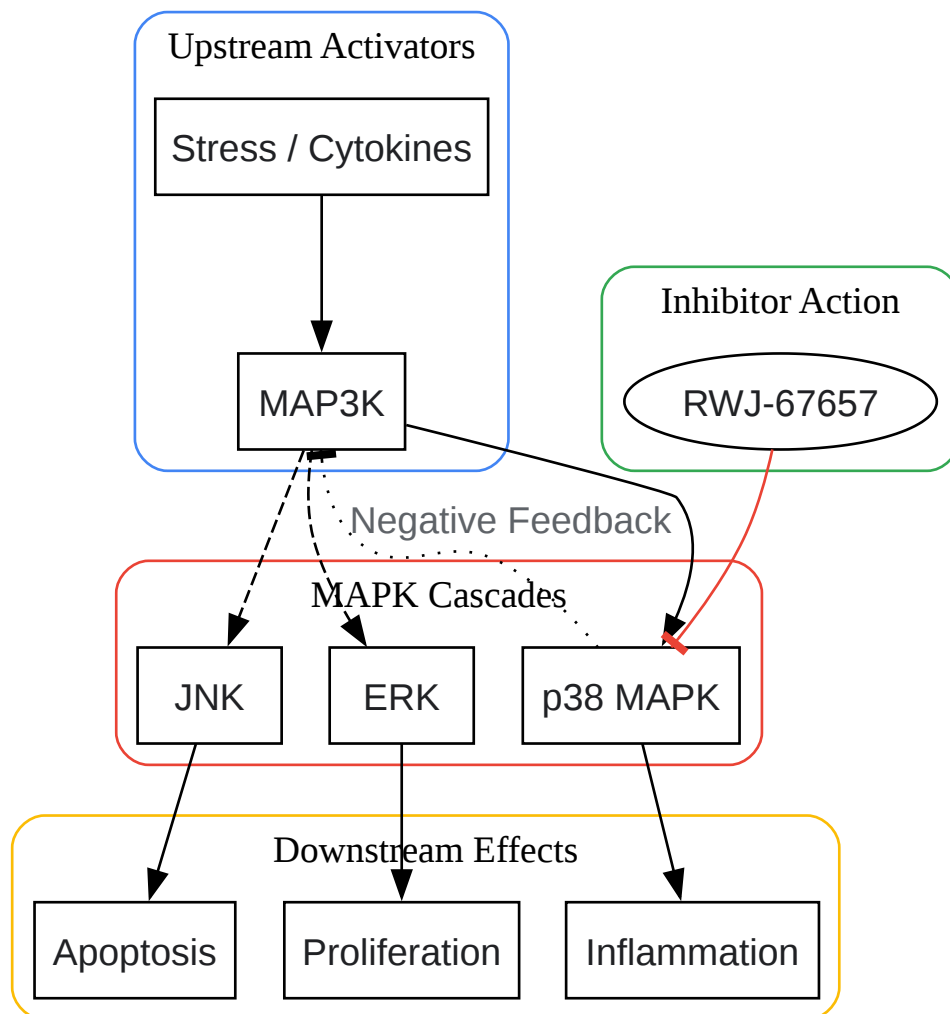 Upstream Activators
Stress / Cytokines
Inhibitor Action
MAP3K
RWJ-67657
Negative Feedback
MAPK Cascades
JNK
ERK
p38 MAPK
Downstream Effects
Apoptosis
Proliferation
Inflammation